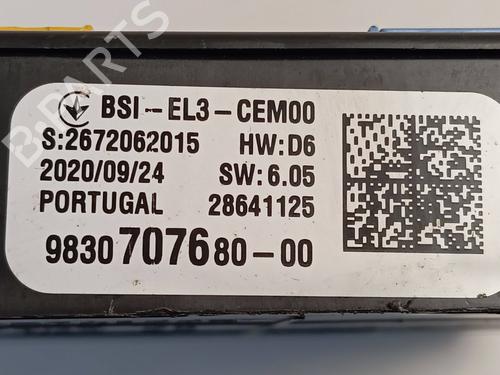 BSI-EL3-CEM00
S:2672062015 HW:D6
2020/09/24 SW:6.05
PORTUGAL 28641125
9830707680-00
B-PARTS